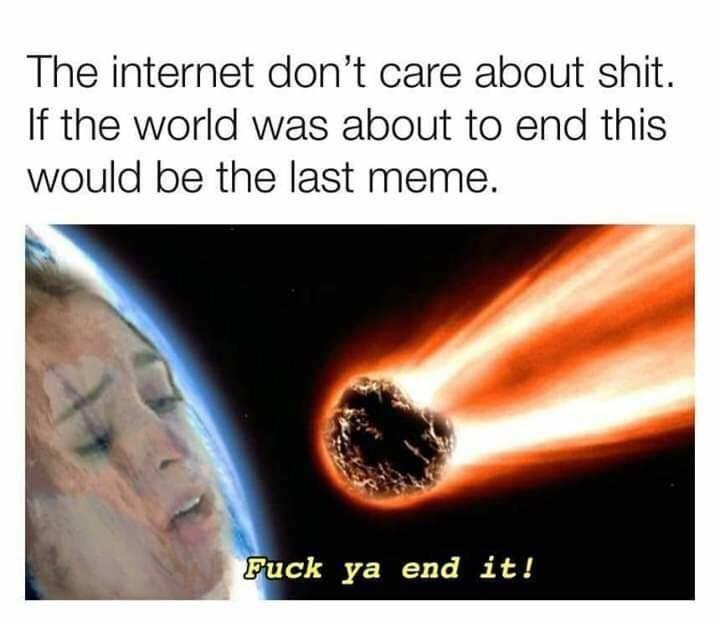 The internet don’t care about shit.
If the world was about to end this
would be the last meme.
Fuck ya end it!